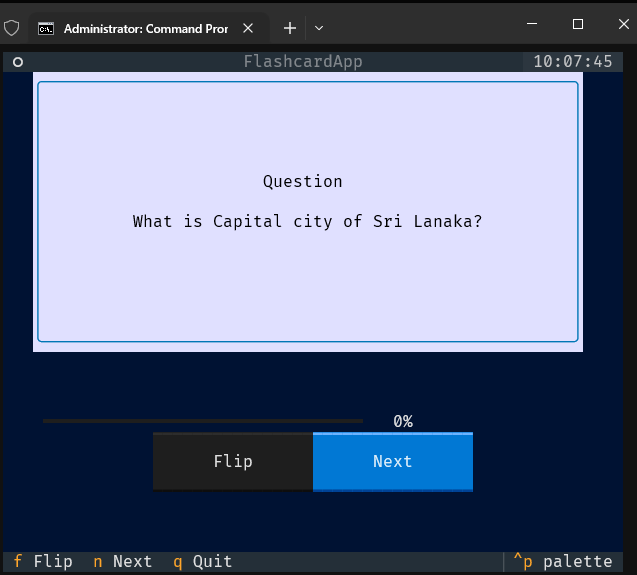 Administrator: Command Pror
FlashcardApp 10:07:45
Question
What is Capital city of Sri Lanaka?
0%
Flip Next
f Flip n Next q Quit ^p palette